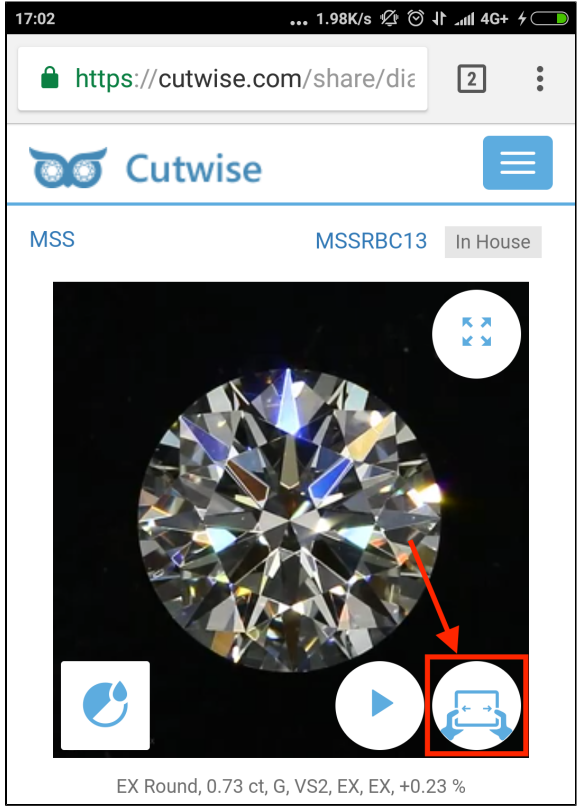 17:02 ... 1.98K/s 4G+
https://cutwise.com/share/dia 2
Cutwise
MSS MSSRBC13 In House
EX Round, 0.73 ct, G, VS2, EX, EX, +0.23 %